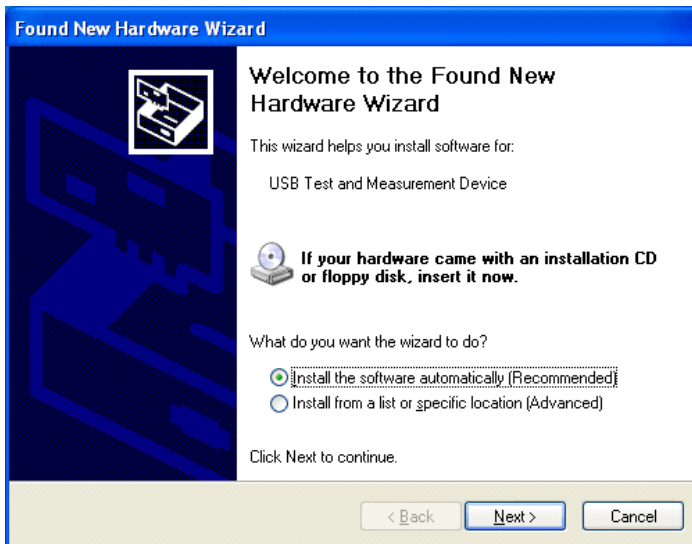 Found New Hardware Wizard
Welcome to the Found New
Hardware Wizard
This wizard helps you install software for:
USB Test and Measurement Device
If your hardware came with an installation CD
or floppy disk, insert it now.
What do you want the wizard to do?
Install the software automatically (Recommended)
Install from a list or specific location (Advanced)
Click Next to continue.
< Back
Next >
Cancel